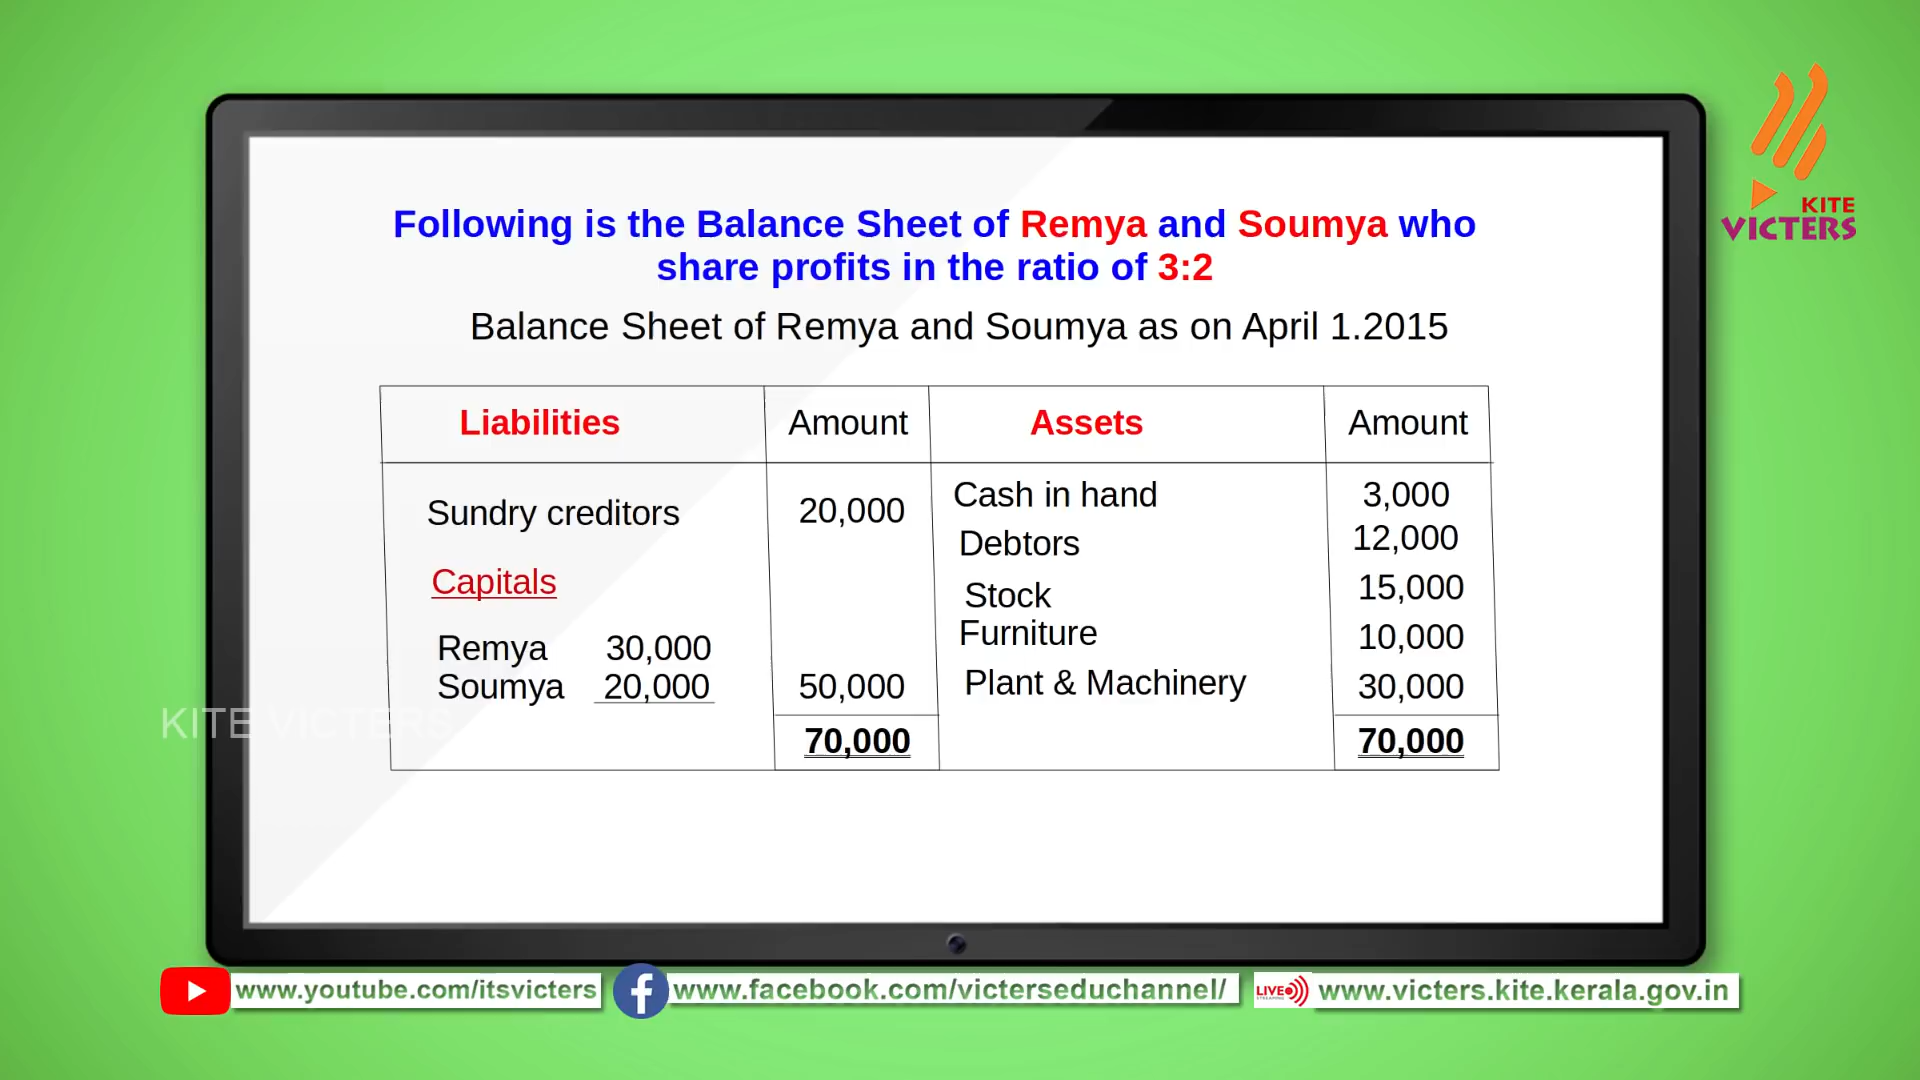 KITE
VICTERS
Following is the Balance Sheet of Remya and Soumya who
share profits in the ratio of 3:2
Balance Sheet of Remya and Soumya as on April 1.2015
Liabilities Amount Assets Amount
Sundry creditors 20,000 Cash in hand 3,000
Debtors 12,000
Capitals Stock 15,000
Remya 30,000 Furniture 10,000
Soumya 20,000 50,000 Plant & Machinery 30,000
KITE VICTERS
70,000 70,000
www.youtube.com/itsvicters www.facebook.com/victerseduchannel/ LIVE STREAMING www.victers.kite.kerala.gov.in